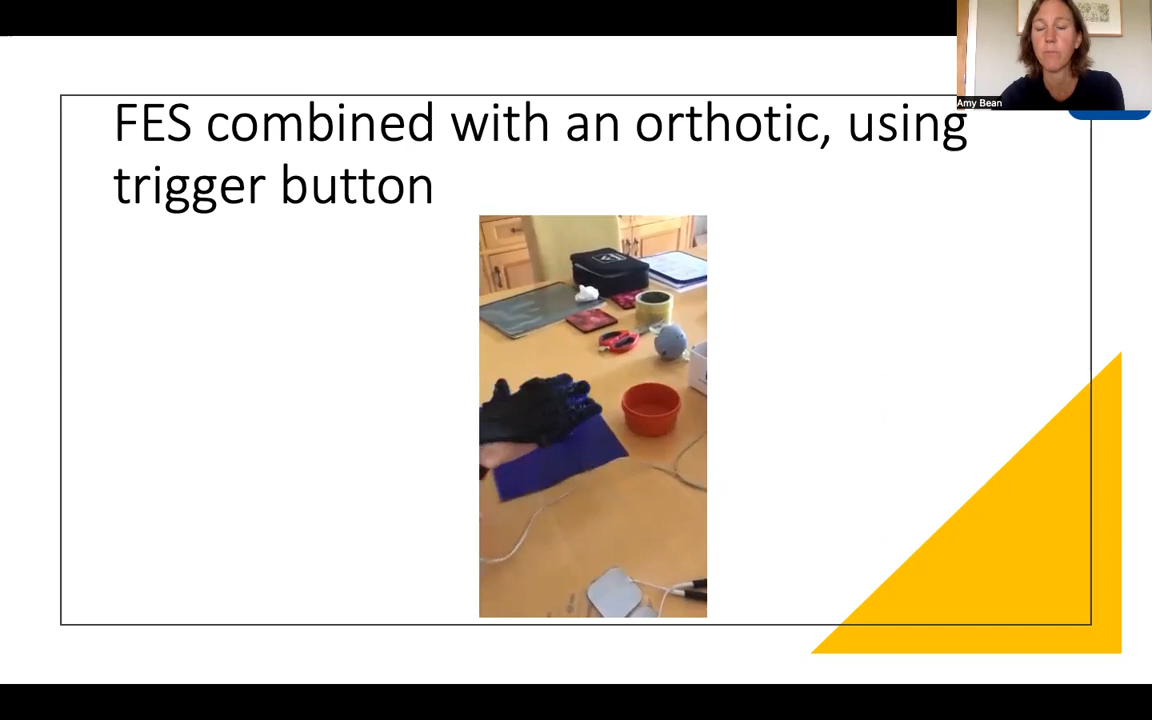 FES combined with an orthotic, using
trigger button
Amy Bean